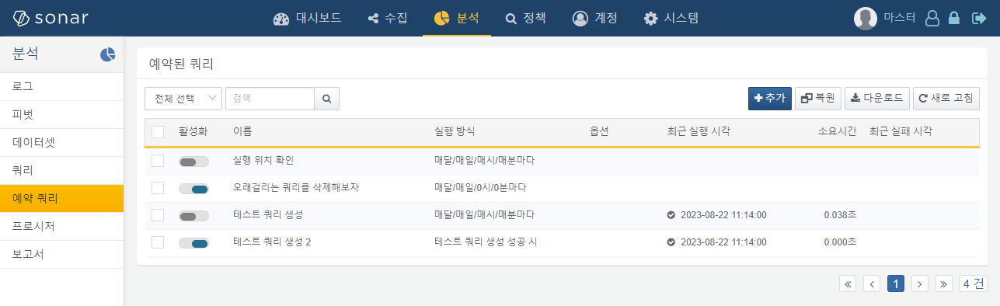 sonar 대시보드 수집 분석 정책 계정 시스템 마스터
분석
로그
피벗
데이터셋
쿼리
예약 쿼리
프로시저
보고서
예약된 쿼리
전체 선택 검색 추가 복원 다운로드 새로 고침
활성화 이름 실행 방식 옵션 최근 실행 시각 소요시간 최근 실패 시각
실행 위치 확인 매달/매일/매시/매분마다
오래걸리는 쿼리를 삭제해보자 매달/매일/0시/0분마다
테스트 쿼리 생성 매달/매일/매시/매분마다 2023-08-22 11:14:00 0.038초
테스트 쿼리 생성 2 테스트 쿼리 생성 성공 시 2023-08-22 11:14:00 0.000초
« ‹ 1 › » 4 건